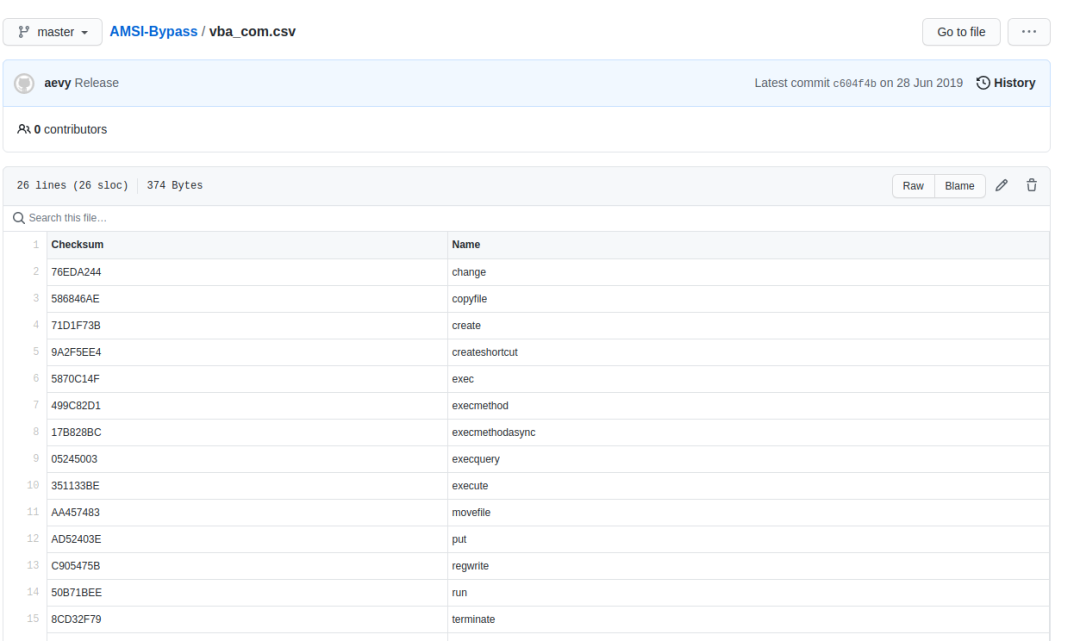 master AMSI-Bypass / vba_com.csv Go to file ...
aevy Release Latest commit c604f4b on 28 Jun 2019 History
0 contributors
26 lines (26 sloc) 374 Bytes Raw Blame
Search this file...
1 Checksum Name
2 76EDA244 change
3 586846AE copyfile
4 71D1F73B create
5 9A2F5EE4 createshortcut
6 5870C14F exec
7 499C82D1 execmethod
8 17B828BC execmethodasync
9 05245003 execquery
10 351133BE execute
11 AA457483 movefile
12 AD52403E put
13 C905475B regwrite
14 50B71BEE run
15 8CD32F79 terminate